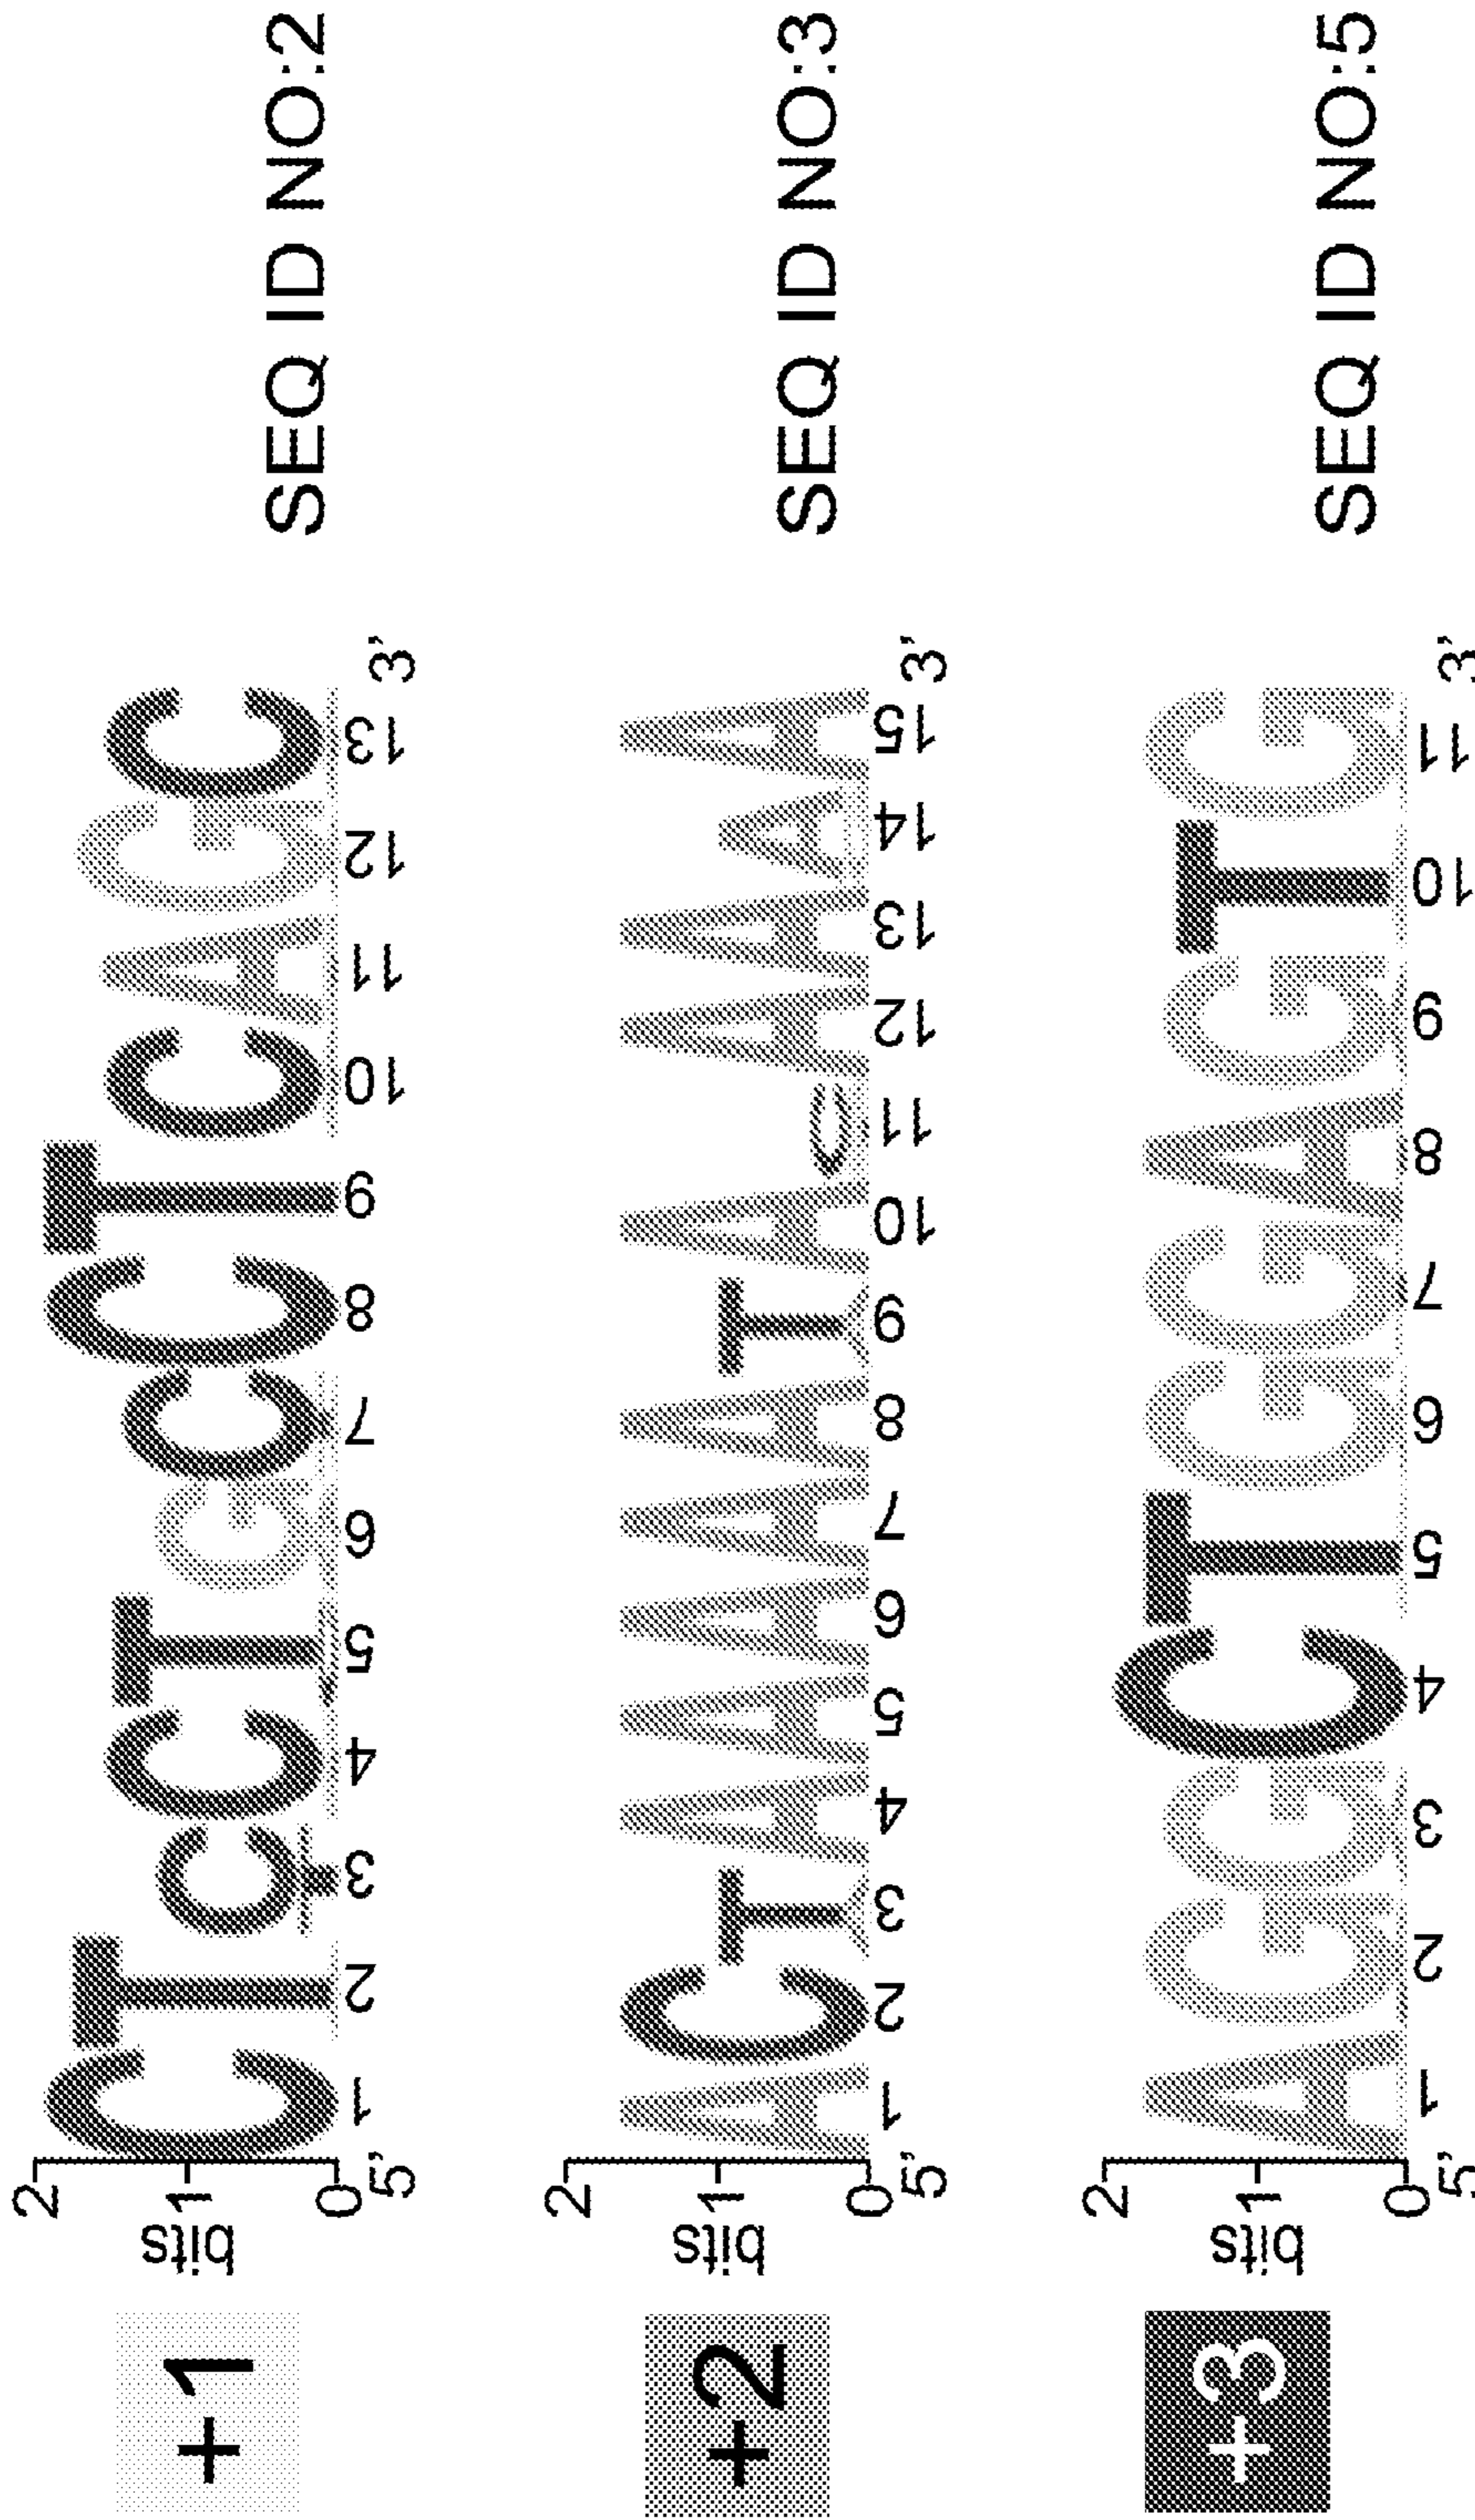 +1
bits
2
1
0
CTCCTGCCTCAGC
5' 1 2 3 4 5 6 7 8 9 10 11 12 13 3'
SEQ ID NO:2
+2
bits
2
1
0
ACTAAAAATACAAAA
5' 1 2 3 4 5 6 7 8 9 10 11 12 13 14 15 3'
SEQ ID NO:3
+3
bits
2
1
0
AGGCTGGAGTG
5' 1 2 3 4 5 6 7 8 9 10 11 3'
SEQ ID NO:5